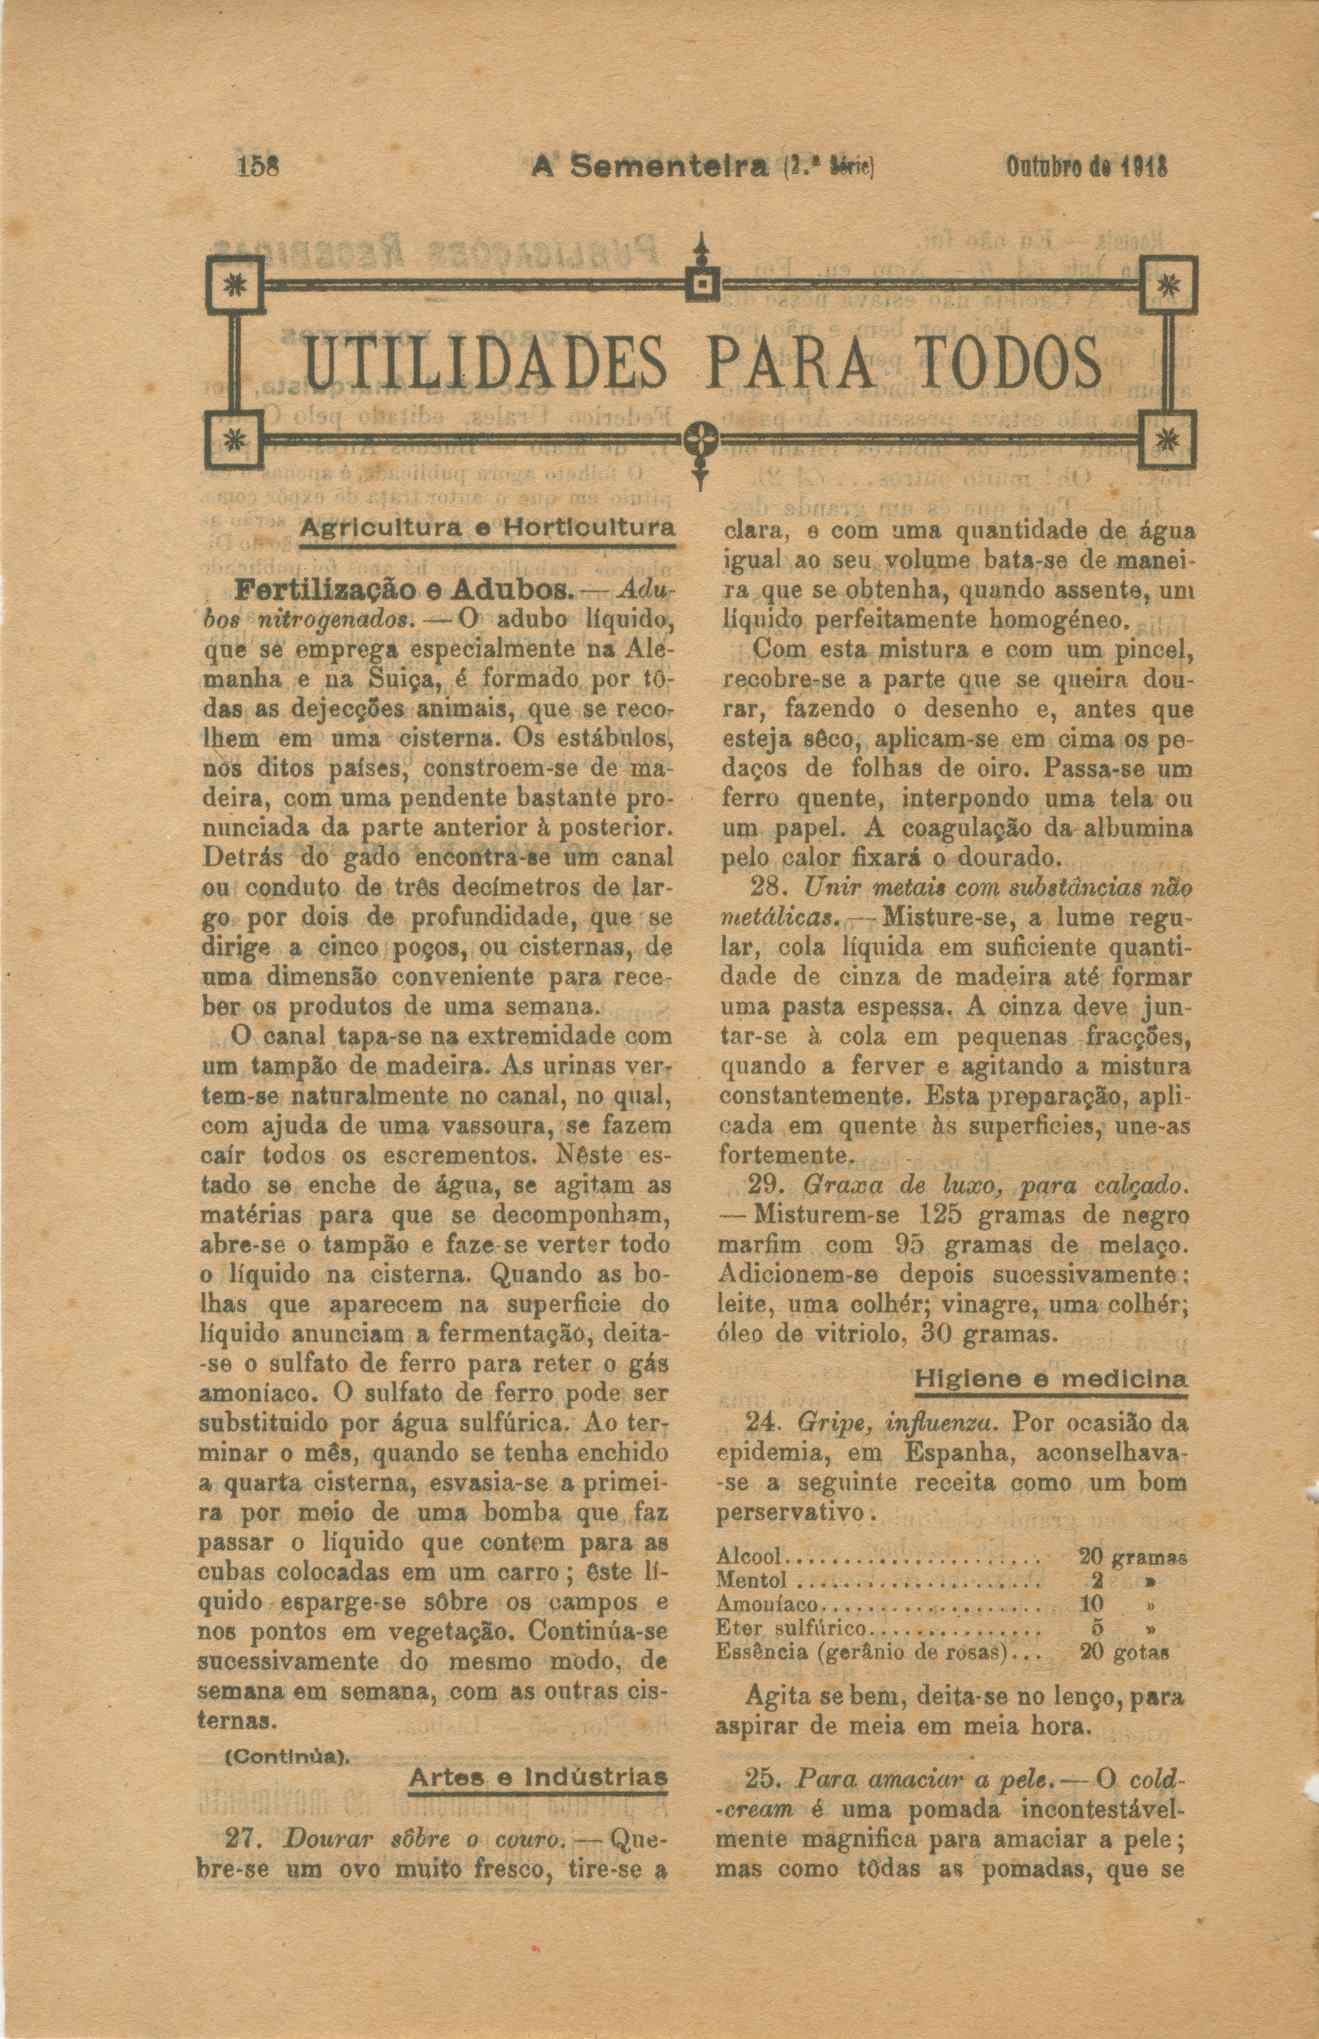 158
A Sementeira (2.ª Série)
Outubro de 1918
UTILIDADES PARA TODOS
Agricultura e Horticultura
Fertilização e Adubos. — Adu-
bos nitrogenados. — O adubo líquido,
que se emprega especialmente na Ale-
manha e na Suiça, é formado por tô-
das as dejecções animais, que se reco-
lhem em uma cisterna. Os estábulos,
nos ditos países, constroem-se de ma-
deira, com uma pendente bastante pro-
nunciada da parte anterior à posterior.
Detrás do gado encontra-se um canal
ou conduto de três decímetros de lar-
go por dois de profundidade, que se
dirige a cinco poços, ou cisternas, de
uma dimensão conveniente para rece-
ber os produtos de uma semana.
O canal tapa-se na extremidade com
um tampão de madeira. As urinas ver-
tem-se naturalmente no canal, no qual,
com ajuda de uma vassoura, se fazem
caír todos os escrementos. Nêste es-
tado se enche de água, se agitam as
matérias para que se decomponham,
abre-se o tampão e faze-se verter todo
o líquido na cisterna. Quando as bo-
lhas que aparecem na superficie do
líquido anunciam a fermentação, deita-
-se o sulfato de ferro para reter o gás
amoníaco. O sulfato de ferro pode ser
substituido por água sulfúrica. Ao ter-
minar o mês, quando se tenha enchido
a quarta cisterna, esvasia-se a primei-
ra por meio de uma bomba que faz
passar o líquido que contem para as
cubas colocadas em um carro; êste lí-
quido esparge-se sôbre os campos e
nos pontos em vegetação. Continúa-se
sucessivamente do mesmo modo, de
semana em semana, com as outras cis-
ternas.
(Continúa).
Artes e Indústrias
27. Dourar sôbre o couro. — Que-
bre-se um ovo muito fresco, tire-se a
clara, e com uma quantidade de água
igual ao seu volume bata-se de manei-
ra que se obtenha, quando assente, um
líquido perfeitamente homogéneo.
Com esta mistura e com um pincel,
recobre-se a parte que se queira dou-
rar, fazendo o desenho e, antes que
esteja sêco, aplicam-se em cima os pe-
daços de folhas de oiro. Passa-se um
ferro quente, interpondo uma tela ou
um papel. A coagulação da albumina
pelo calor fixará o dourado.
28. Unir metais com substâncias não
metálicas. — Misture-se, a lume regu-
lar, cola líquida em suficiente quanti-
dade de cinza de madeira até formar
uma pasta espessa. A cinza deve jun-
tar-se à cola em pequenas fracções,
quando a ferver e agitando a mistura
constantemente. Esta preparação, apli-
cada em quente às superficies, une-as
fortemente.
29. Graxa de luxo, para calçado.
— Misturem-se 125 gramas de negro
marfim com 95 gramas de melaço.
Adicionem-se depois sucessivamente:
leite, uma colhér; vinagre, uma colhér;
óleo de vitriolo, 30 gramas.
Higiene e medicina
24. Gripe, influenza. Por ocasião da
epidemia, em Espanha, aconselhava-
-se a seguinte receita como um bom
perservativo.
Alcool...................... 20 gramas
Mentol...................... 2 »
Amoníaco.................... 10 »
Eter sulfúrico............... 5 »
Essência (gerânio de rosas)... 20 gotas
Agita se bem, deita-se no lenço, para
aspirar de meia em meia hora.
25. Para amaciar a pele. — O cold-
-cream é uma pomada incontestável-
mente magnifica para amaciar a pele;
mas como tôdas as pomadas, que se